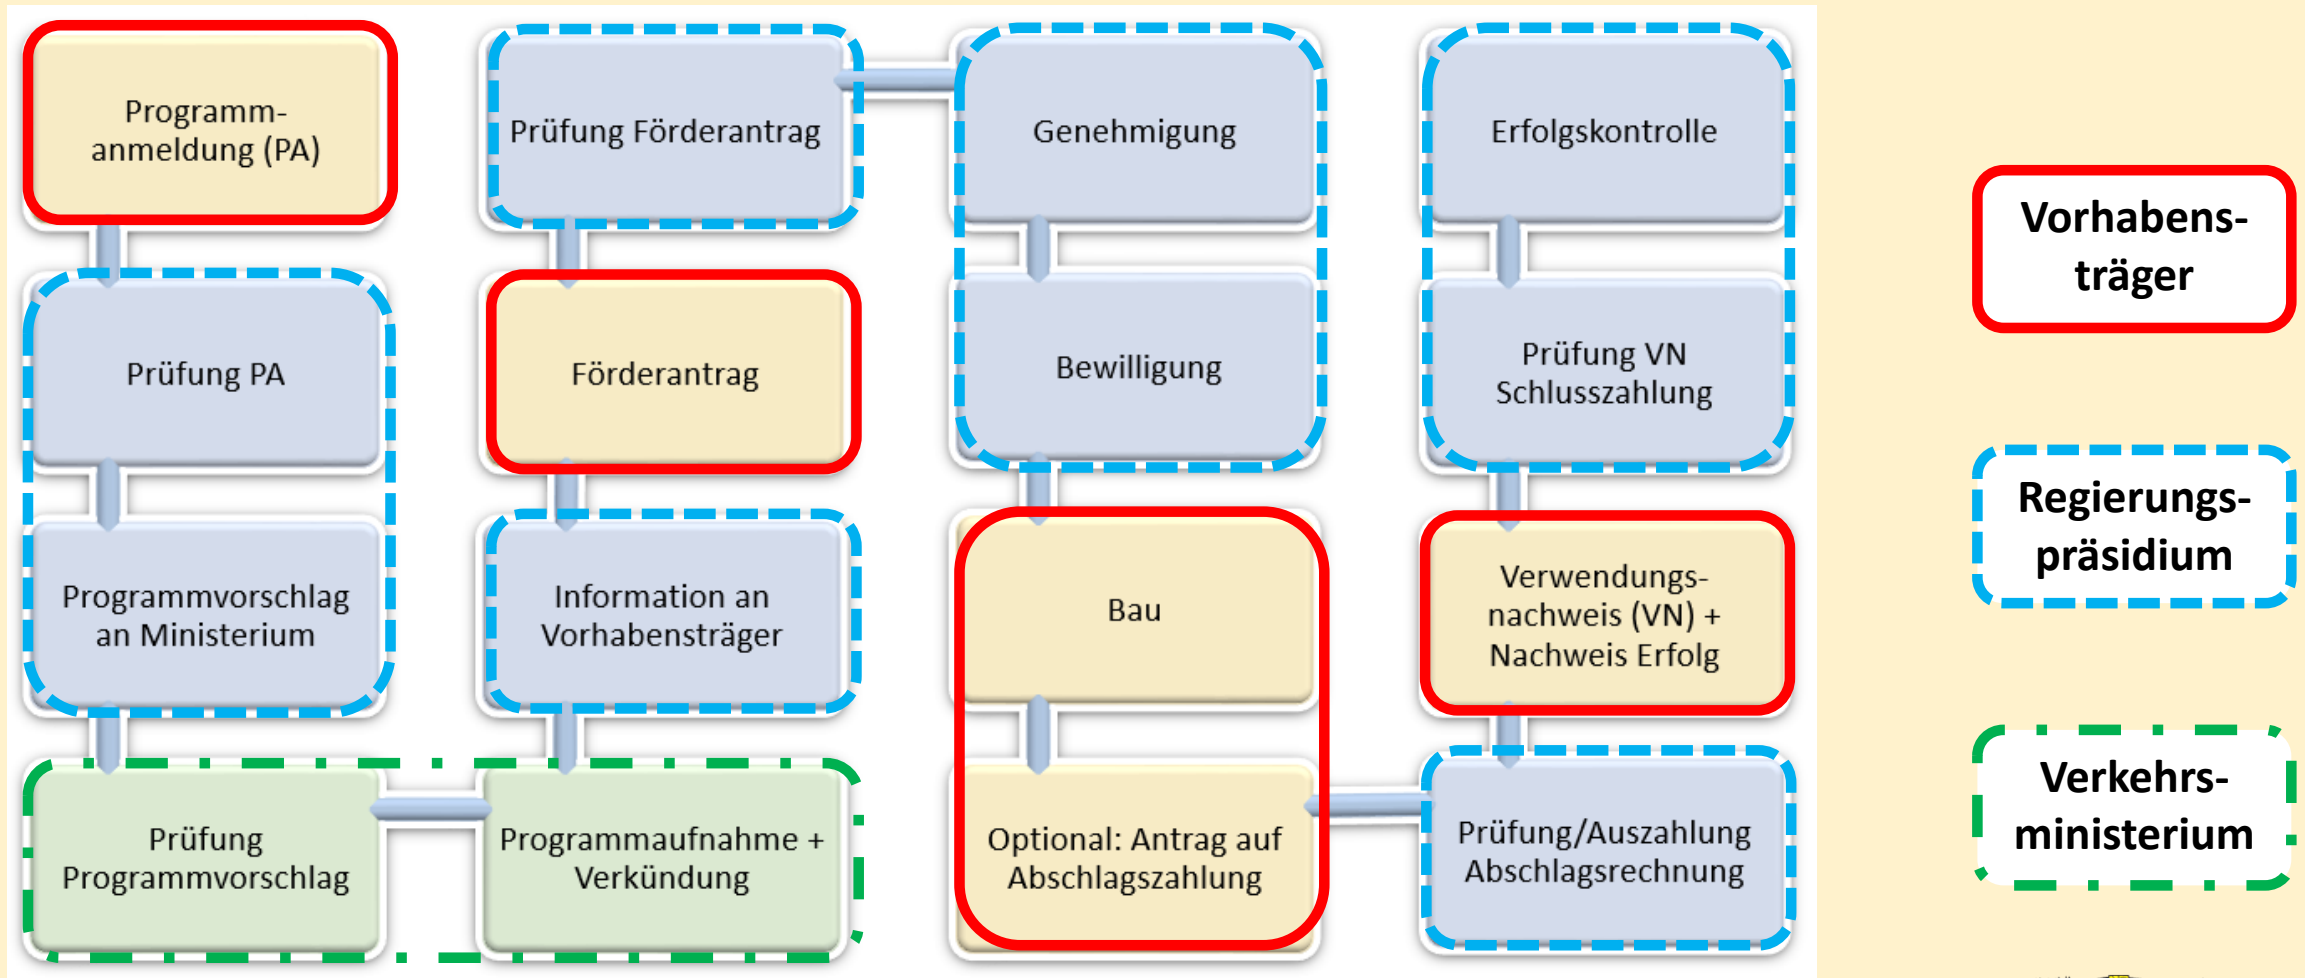 Programm-
anmeldung (PA)
Prüfung PA
Programmvorschlag
an Ministerium
Prüfung
Programmvorschlag
Programmaufnahme +
Verkündung
Information an
Vorhabensträger
Förderantrag
Prüfung Förderantrag
Genehmigung
Bewilligung
Bau
Optional: Antrag auf
Abschlagszahlung
Prüfung/Auszahlung
Abschlagsrechnung
Verwendungs-
nachweis (VN) +
Nachweis Erfolg
Prüfung VN
Schlusszahlung
Erfolgskontrolle
Vorhabens-
träger
Regierungs-
präsidium
Verkehrs-
ministerium